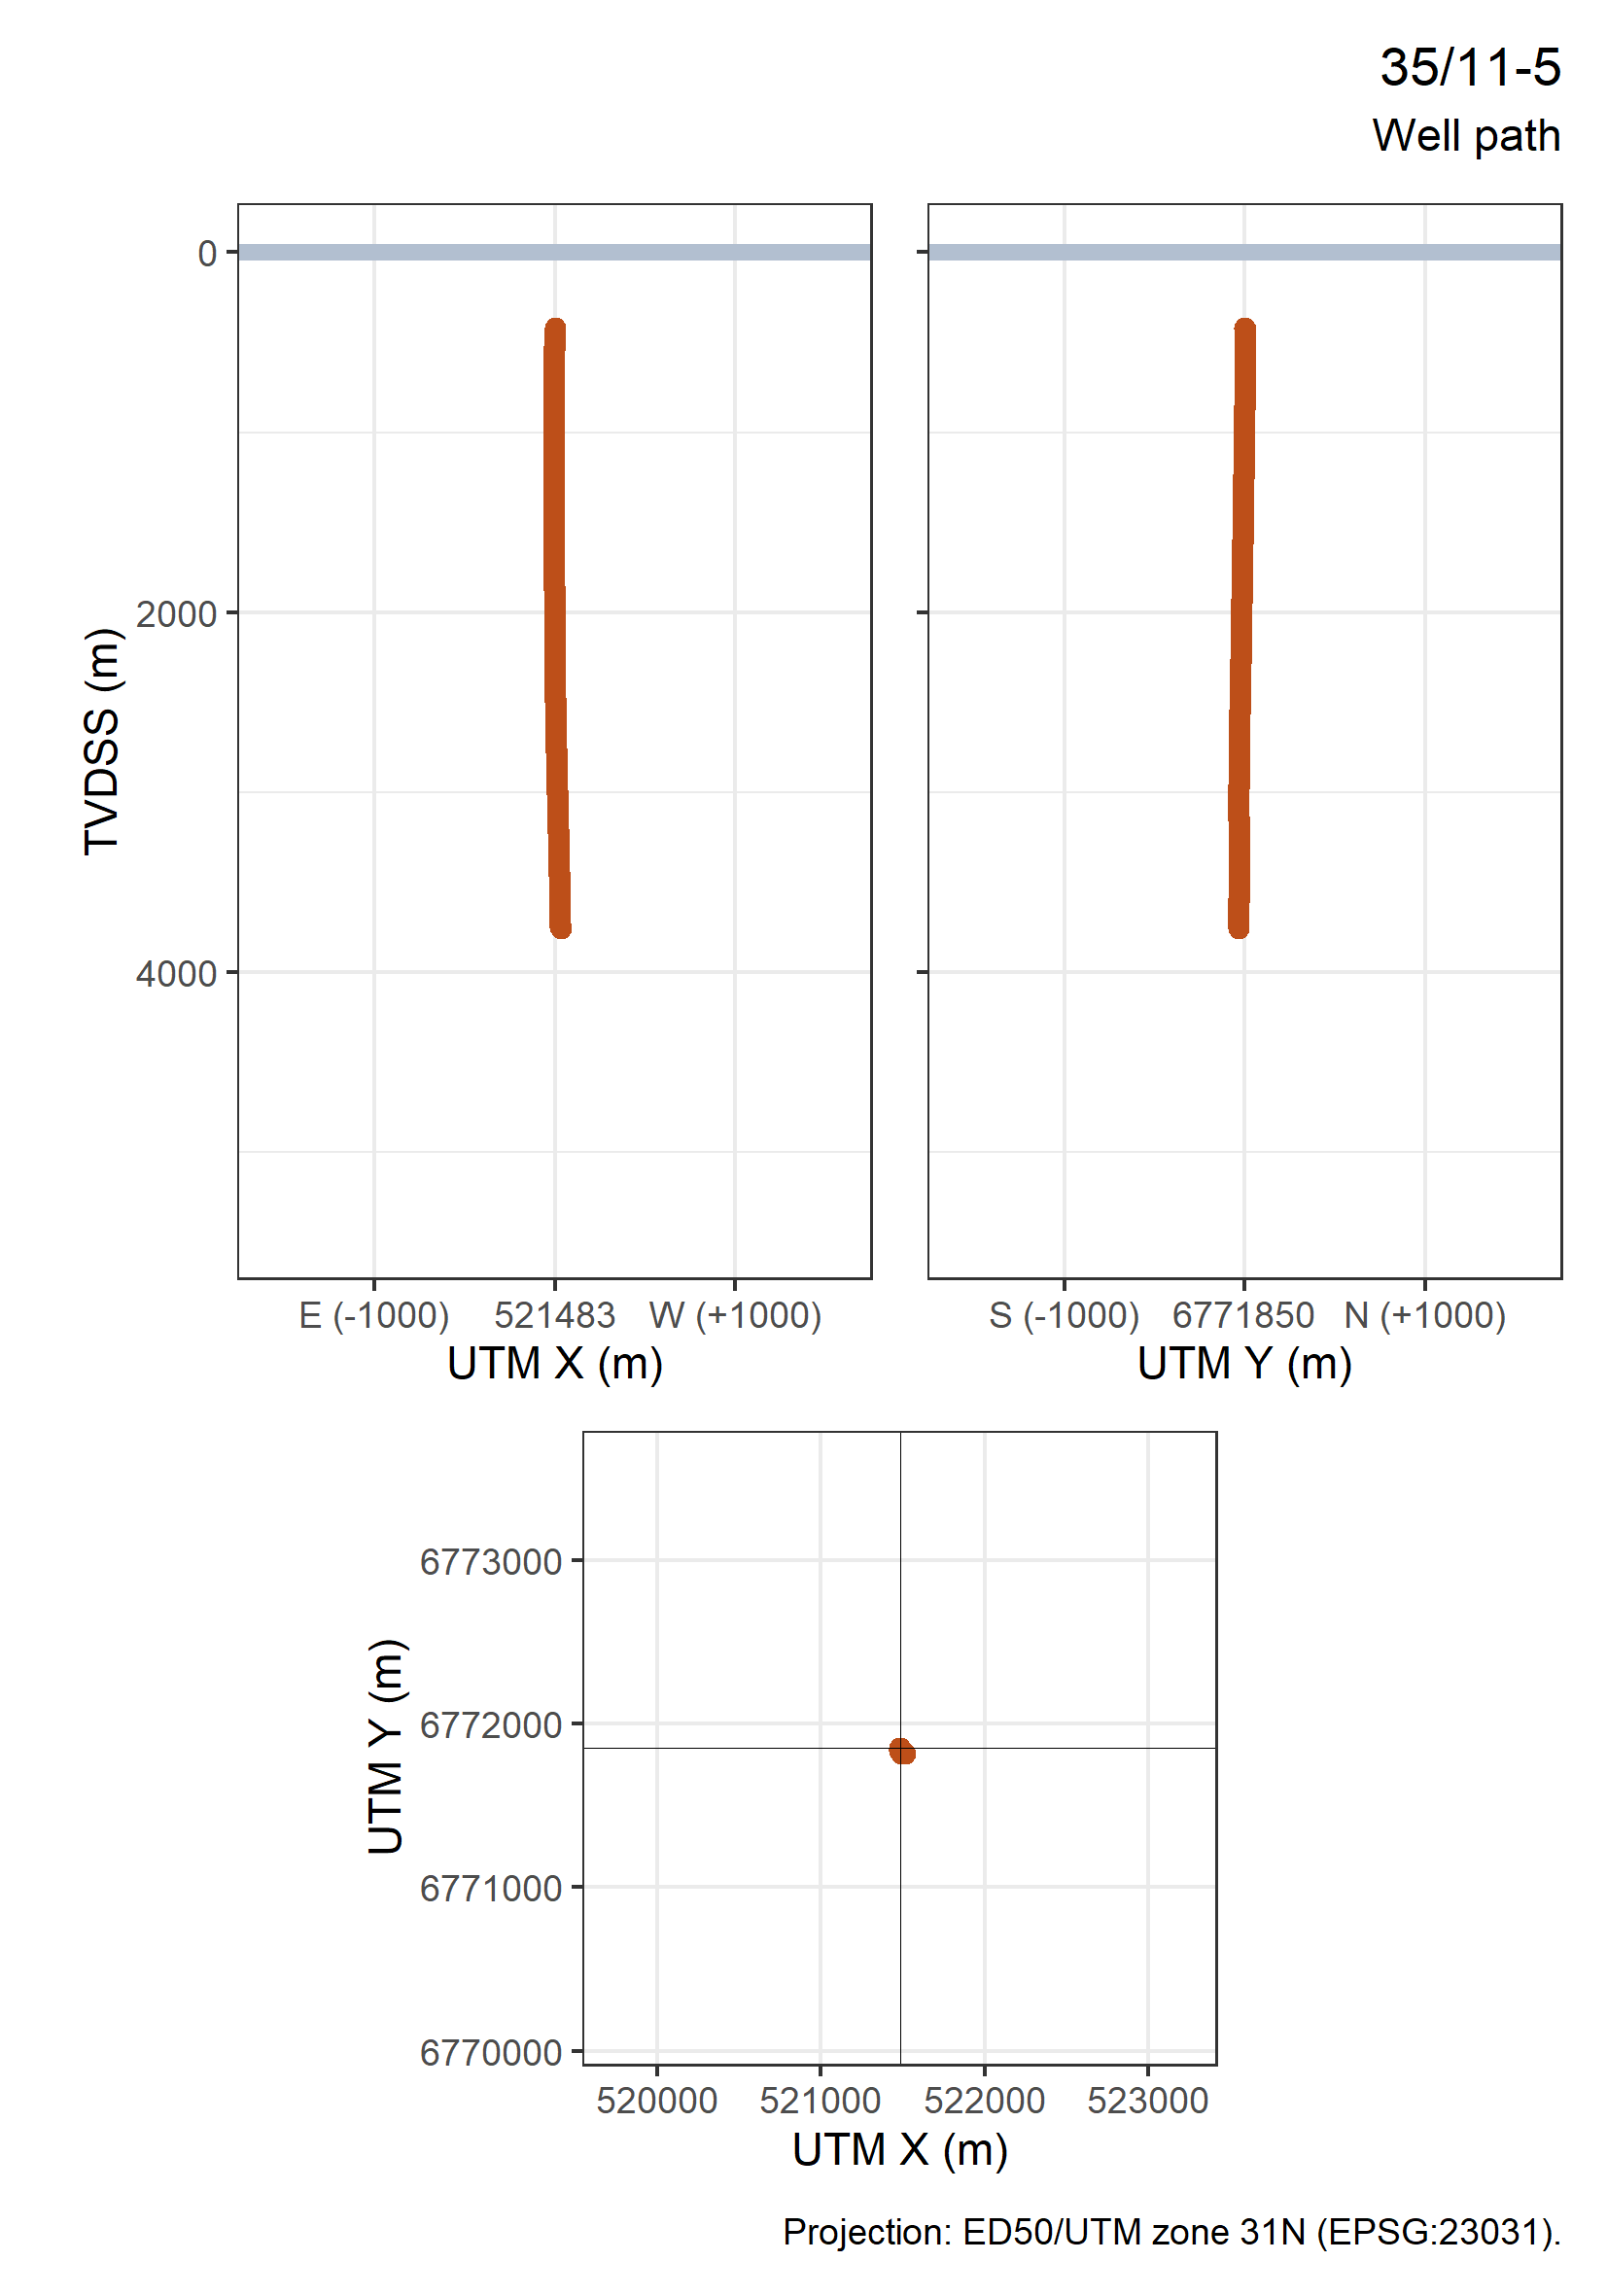 35/11-5
Well path
TVDSS (m)
0
2000
4000
E (-1000) 521483 W (+1000)
UTM X (m)
S (-1000) 6771850 N (+1000)
UTM Y (m)
UTM Y (m)
6773000
6772000
6771000
6770000
520000 521000 522000 523000
UTM X (m)
Projection: ED50/UTM zone 31N (EPSG:23031).